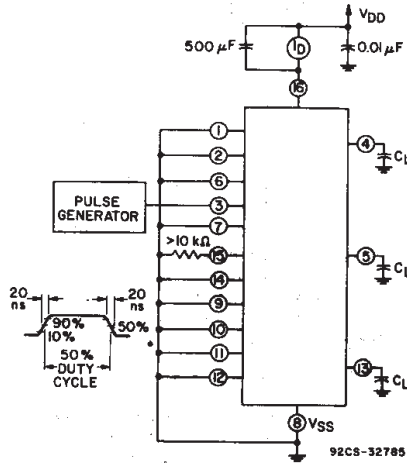 VDD
500 µF
ID
0.01 µF
16
1
2
6
3
7
>10 kΩ
15
14
9
10
11
12
4
CL
5
CL
13
CL
PULSE
GENERATOR
20
ns
20
ns
90%
10%
50%
50%
DUTY
CYCLE
8
VSS
92CS-32785